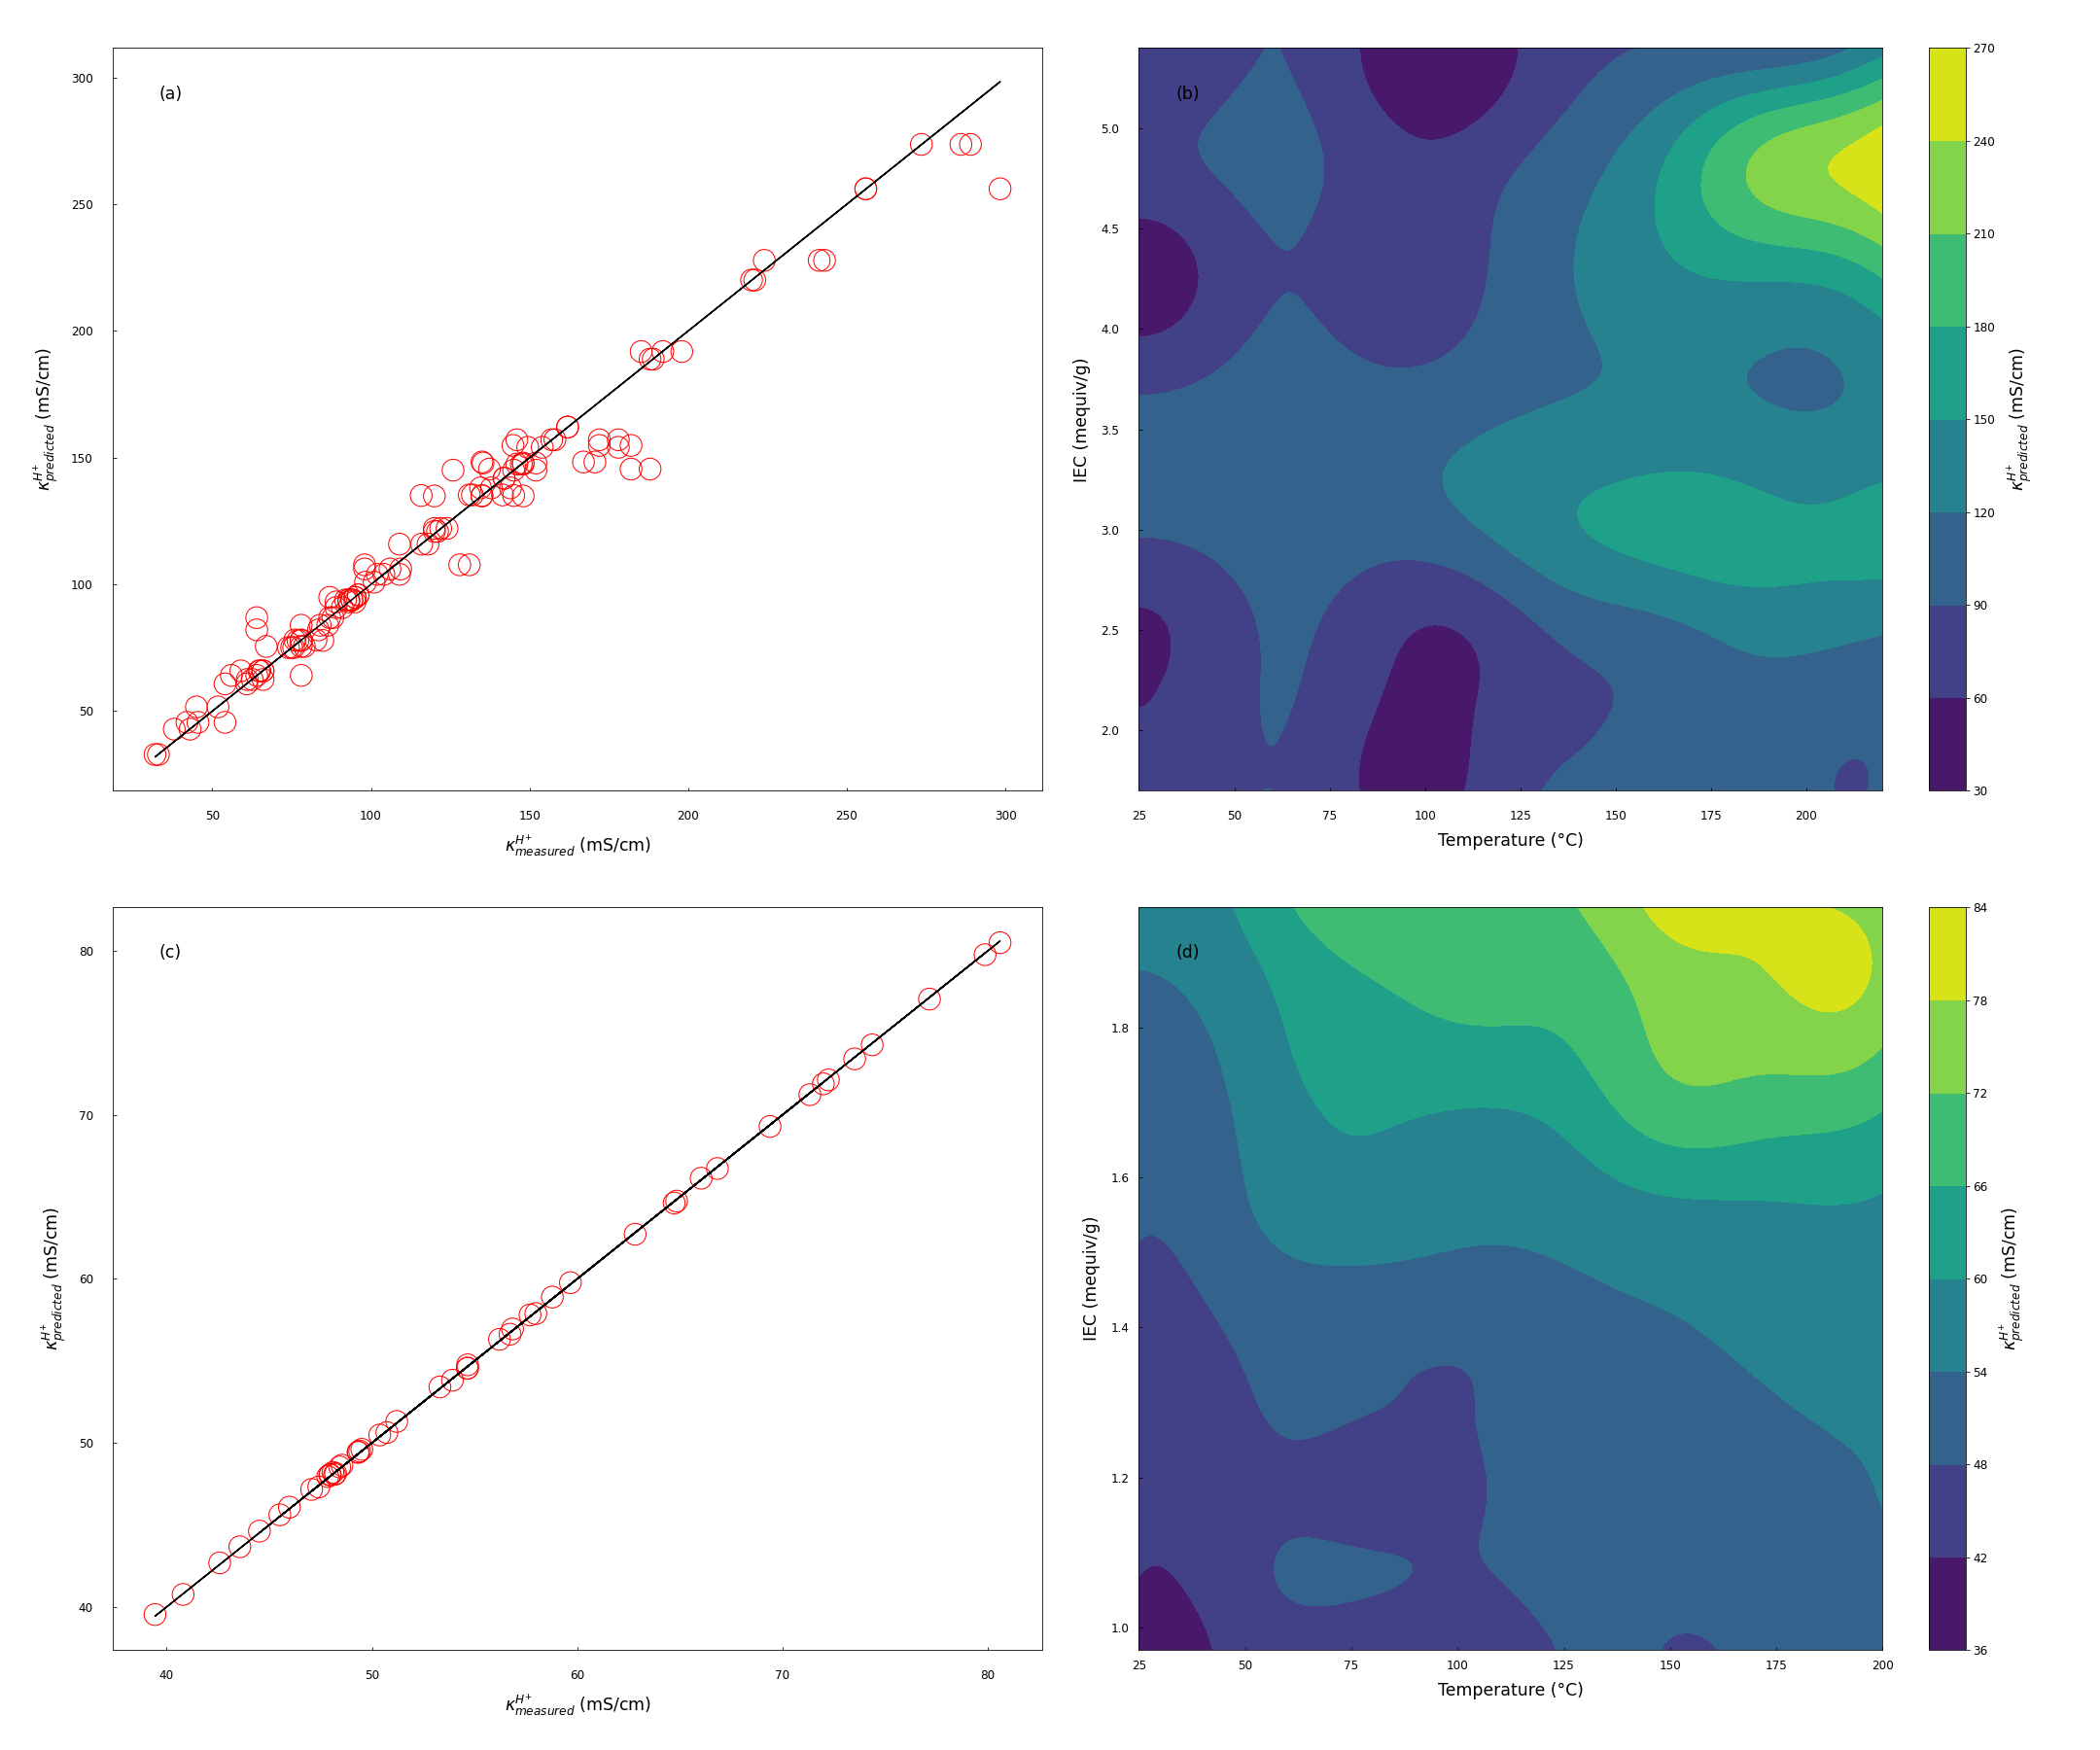 (a)
300
250
200
150
100
50
κ^{H^+}_{predicted} (mS/cm)
50 100 150 200 250 300
κ^{H^+}_{measured} (mS/cm)
(b)
5.0
4.5
4.0
3.5
3.0
2.5
2.0
IEC (mequiv/g)
25 50 75 100 125 150 175 200
Temperature (°C)
270
240
210
180
150
120
90
60
30
κ^{H^+}_{predicted} (mS/cm)
(c)
80
70
60
50
40
κ^{H^+}_{predicted} (mS/cm)
40 50 60 70 80
κ^{H^+}_{measured} (mS/cm)
(d)
1.8
1.6
1.4
1.2
1.0
IEC (mequiv/g)
25 50 75 100 125 150 175 200
Temperature (°C)
84
78
72
66
60
54
48
42
36
κ^{H^+}_{predicted} (mS/cm)